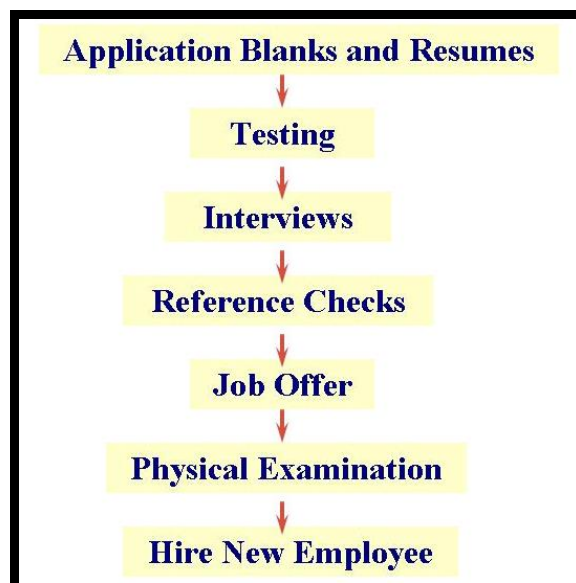 Application Blanks and Resumes
Testing
Interviews
Reference Checks
Job Offer
Physical Examination
Hire New Employee